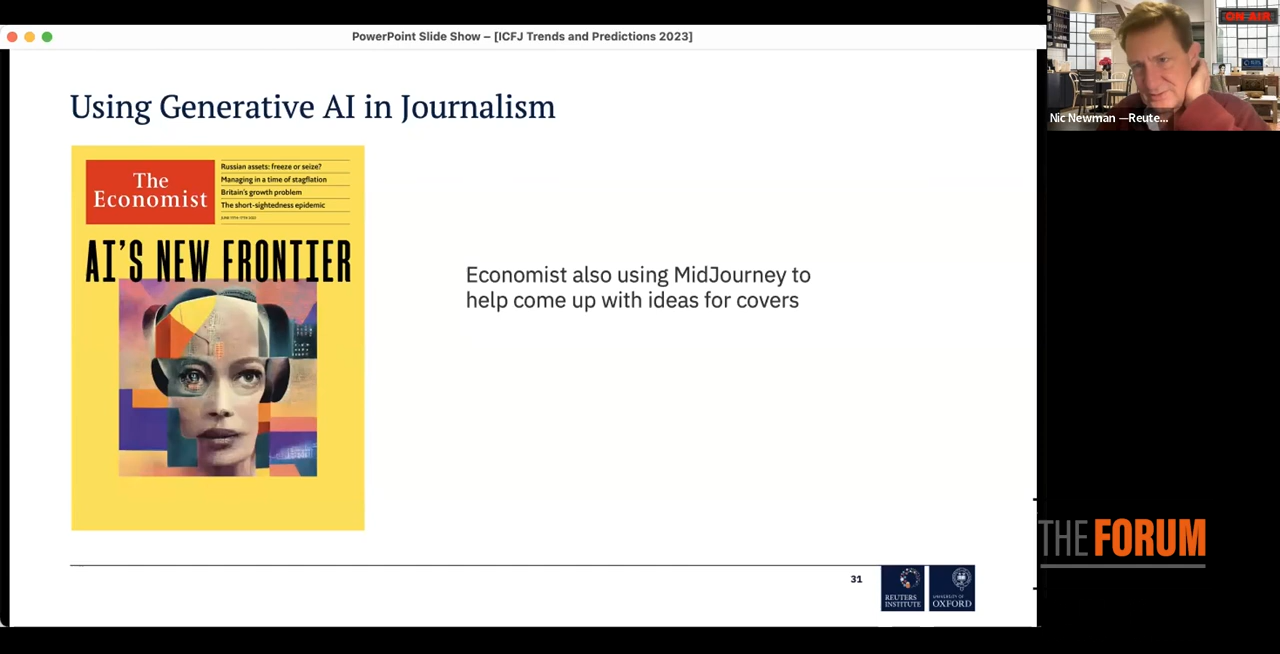 PowerPoint Slide Show – [ICFJ Trends and Predictions 2023]
ON AIR
Nic Newman —Reute...
Using Generative AI in Journalism
The
Economist
Russian assets: freeze or seize?
Managing in a time of stagflation
Britain's growth problem
The short-sightedness epidemic
AI'S NEW FRONTIER
Economist also using MidJourney to
help come up with ideas for covers
THE FORUM
31
REUTERS
INSTITUTE
UNIVERSITY OF
OXFORD